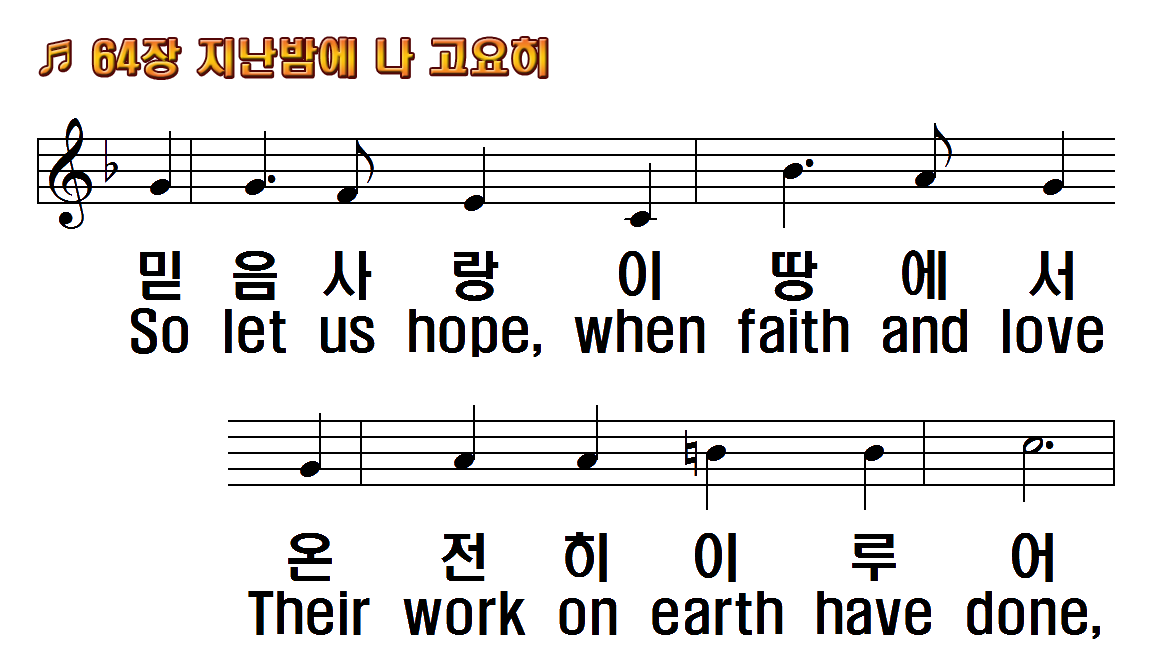 64장 지난밤에 나 고요히
믿 음 사 랑 이 땅 에 서
So let us hope, when faith and love
온 전 히 이 루 어
Their work on earth have done,